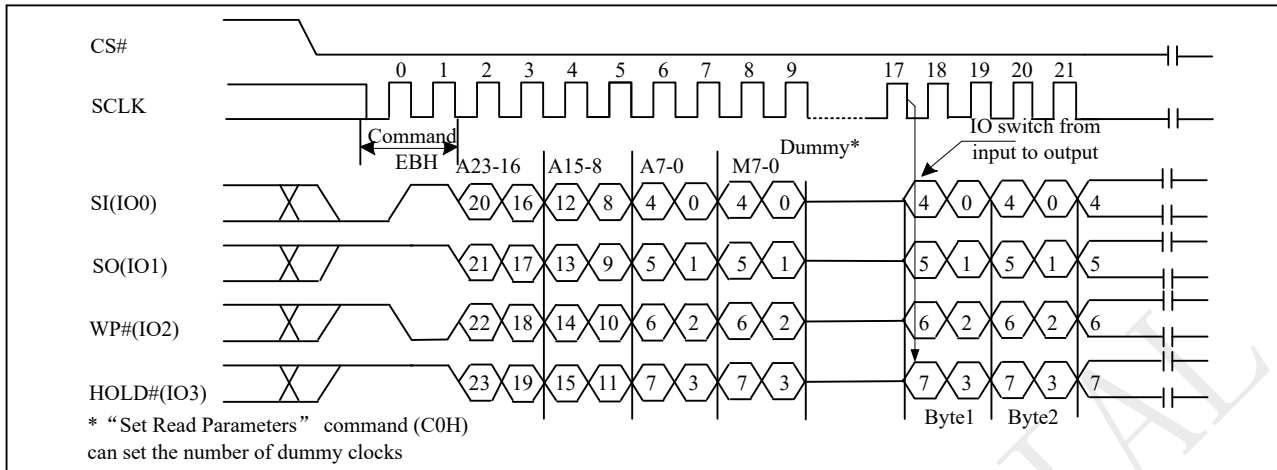 CS#
0 1 2 3 4 5 6 7 8 9 17 18 19 20 21
SCLK
Command
EBH
IO switch from
input to output
Dummy*
A23-16 A15-8 A7-0 M7-0
SI(IO0) 20 16 12 8 4 0 4 0 4 0 4 0 4
SO(IO1) 21 17 13 9 5 1 5 1 5 1 5 1 5
WP#(IO2) 22 18 14 10 6 2 6 2 6 2 6 2 6
HOLD#(IO3) 23 19 15 11 7 3 7 3 7 3 7 3 7
Byte1 Byte2
* “Set Read Parameters” command (C0H)
can set the number of dummy clocks